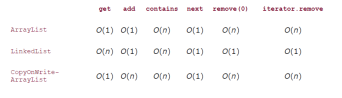 get add contains next remove(0) iterator.remove
ArrayList O(1) O(1) O(n) O(1) O(n) O(n)
LinkedList O(n) O(1) O(n) O(1) O(1) O(1)
CopyOnWrite-
ArrayList O(1) O(n) O(n) O(1) O(n) O(n)